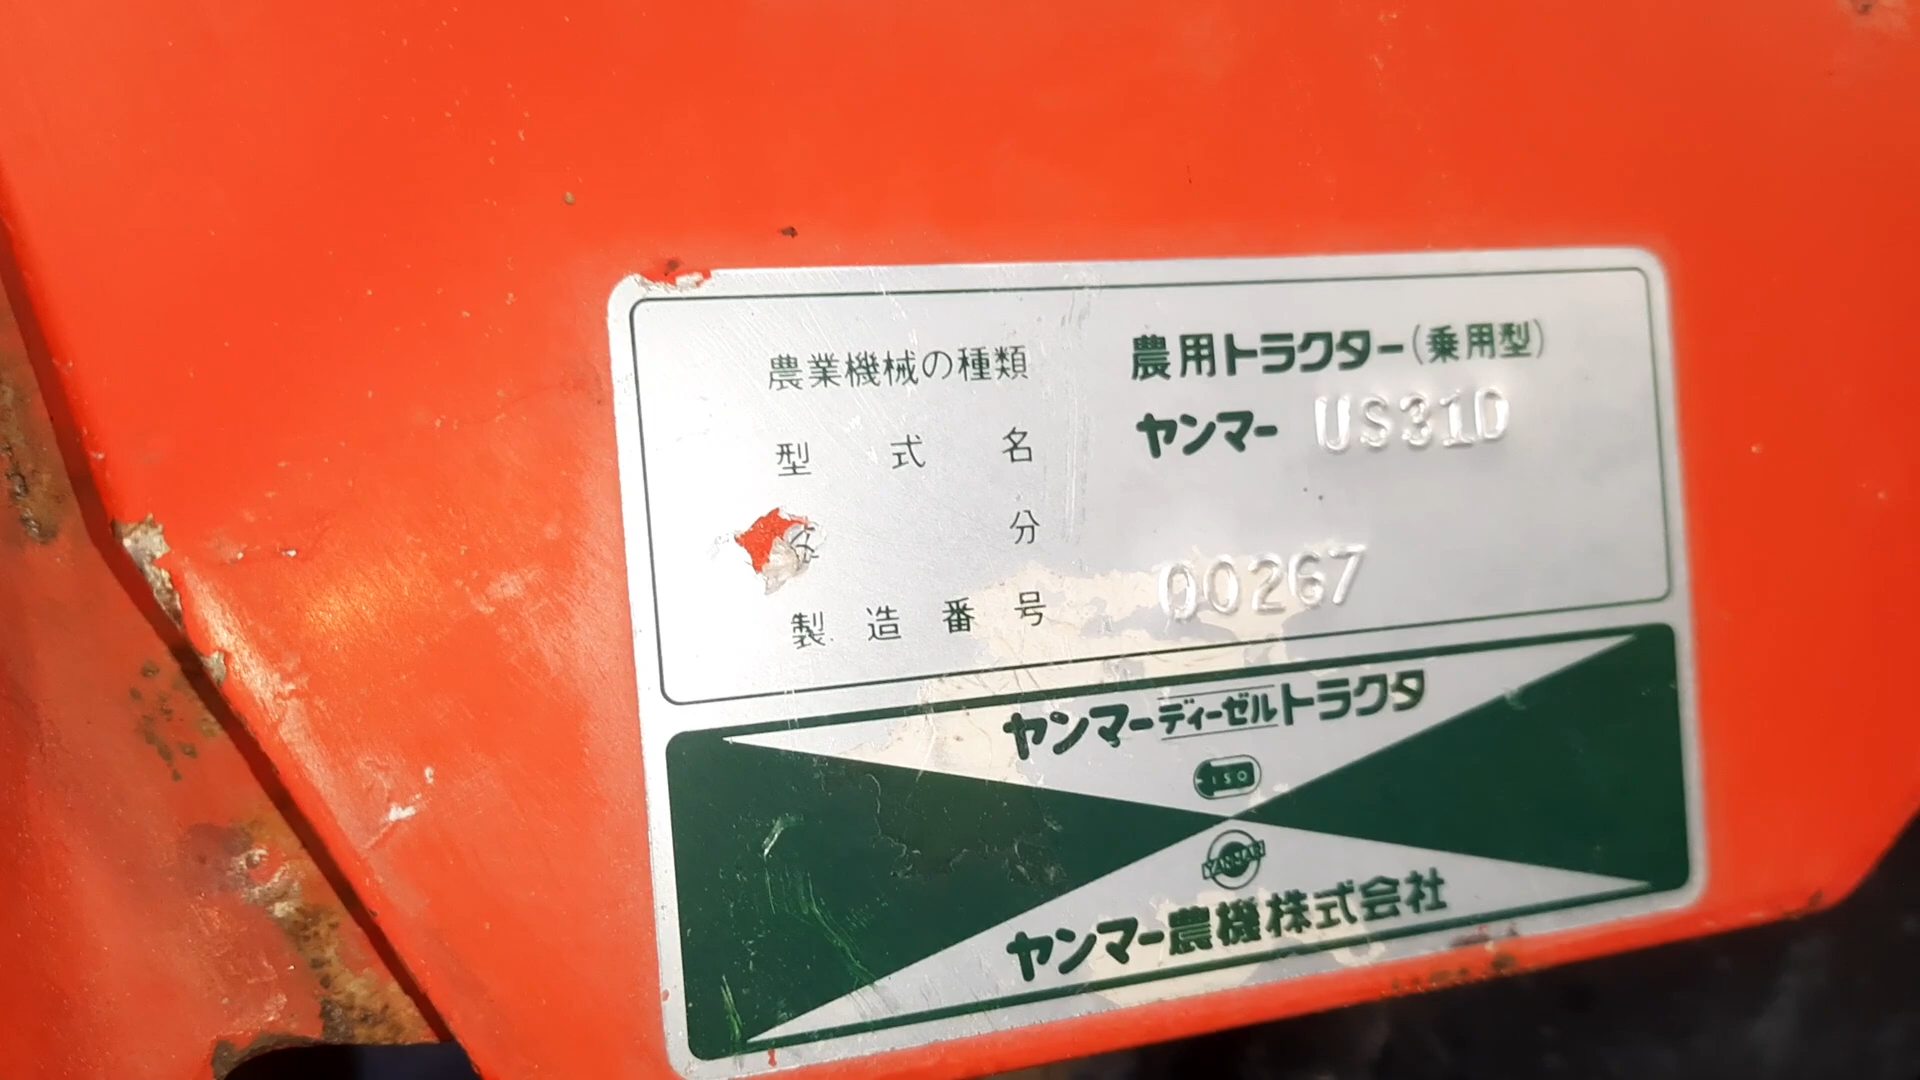 農業機械の種類 農用トラクター(乗用型)
型式名 ヤンマー US31D
分
製造番号 00267
ヤンマーディーゼルトラクタ
ISO
YANMAR
ヤンマー農機株式会社